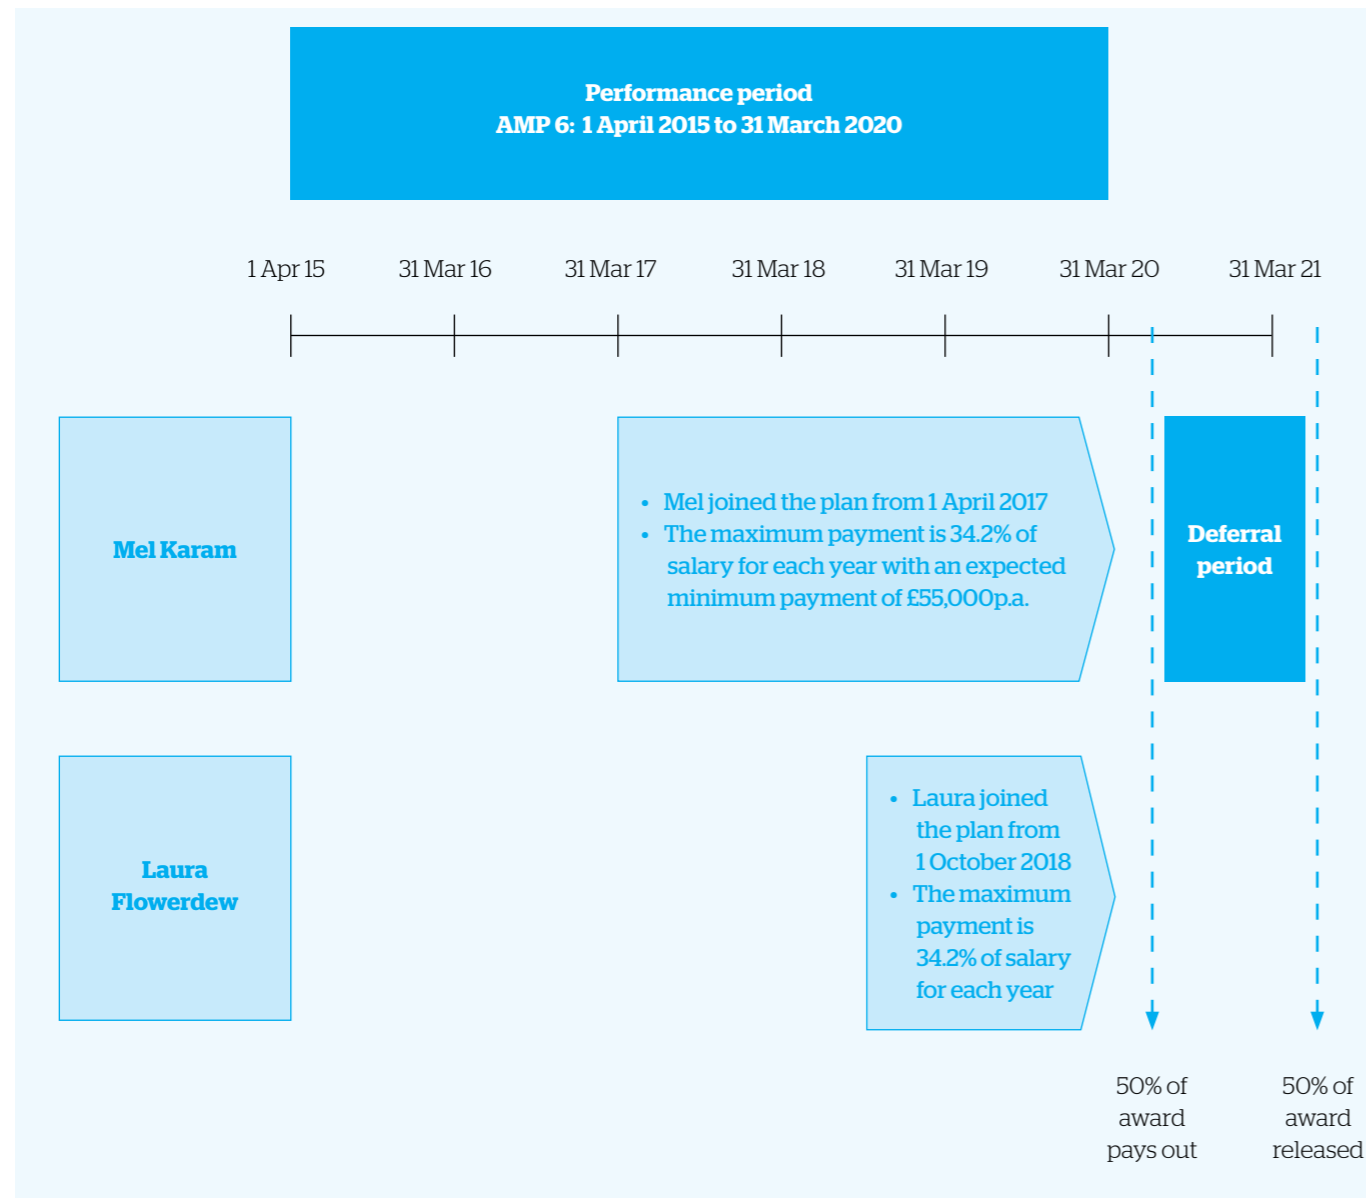 Performance period
AMP 6: 1 April 2015 to 31 March 2020
1 Apr 15
31 Mar 16
31 Mar 17
31 Mar 18
31 Mar 19
31 Mar 20
31 Mar 21
Mel Karam
• Mel joined the plan from 1 April 2017
• The maximum payment is 34.2% of
salary for each year with an expected
minimum payment of £55,000p.a.
Deferral
period
Laura
Flowerdew
• Laura joined
the plan from
1 October 2018
• The maximum
payment is
34.2% of salary
for each year
50% of
award
pays out
50% of
award
released